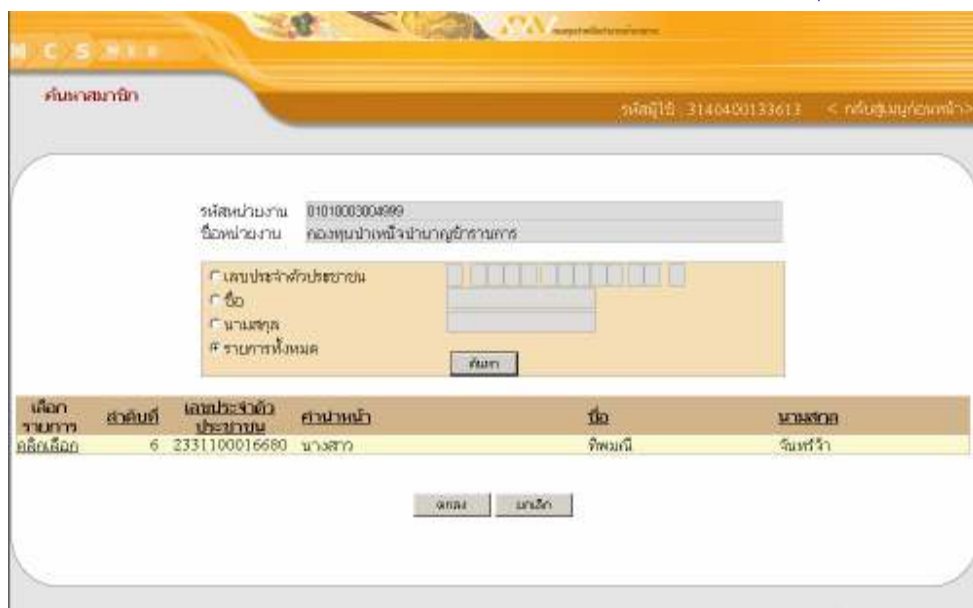 MCS WEB
ค้นหาสมาชิก
รหัสผู้ใช้ 3140400133613 < กลับสู่เมนูก่อนหน้า>
รหัสหน่วยงาน 01010003004999
ชื่อหน่วยงาน กองทุนบำเหน็จบำนาญข้าราชการ
เลขประจำตัวประชาชน
ชื่อ
นามสกุล
รายการทั้งหมด
ค้นหา
เลือกรายการ ลำดับที่ เลขประจำตัวประชาชน คำนำหน้า ชื่อ นามสกุล
คลิกเลือก 6 2331100016680 นางสาว ทิพมณี
ตกลง ยกเลิก